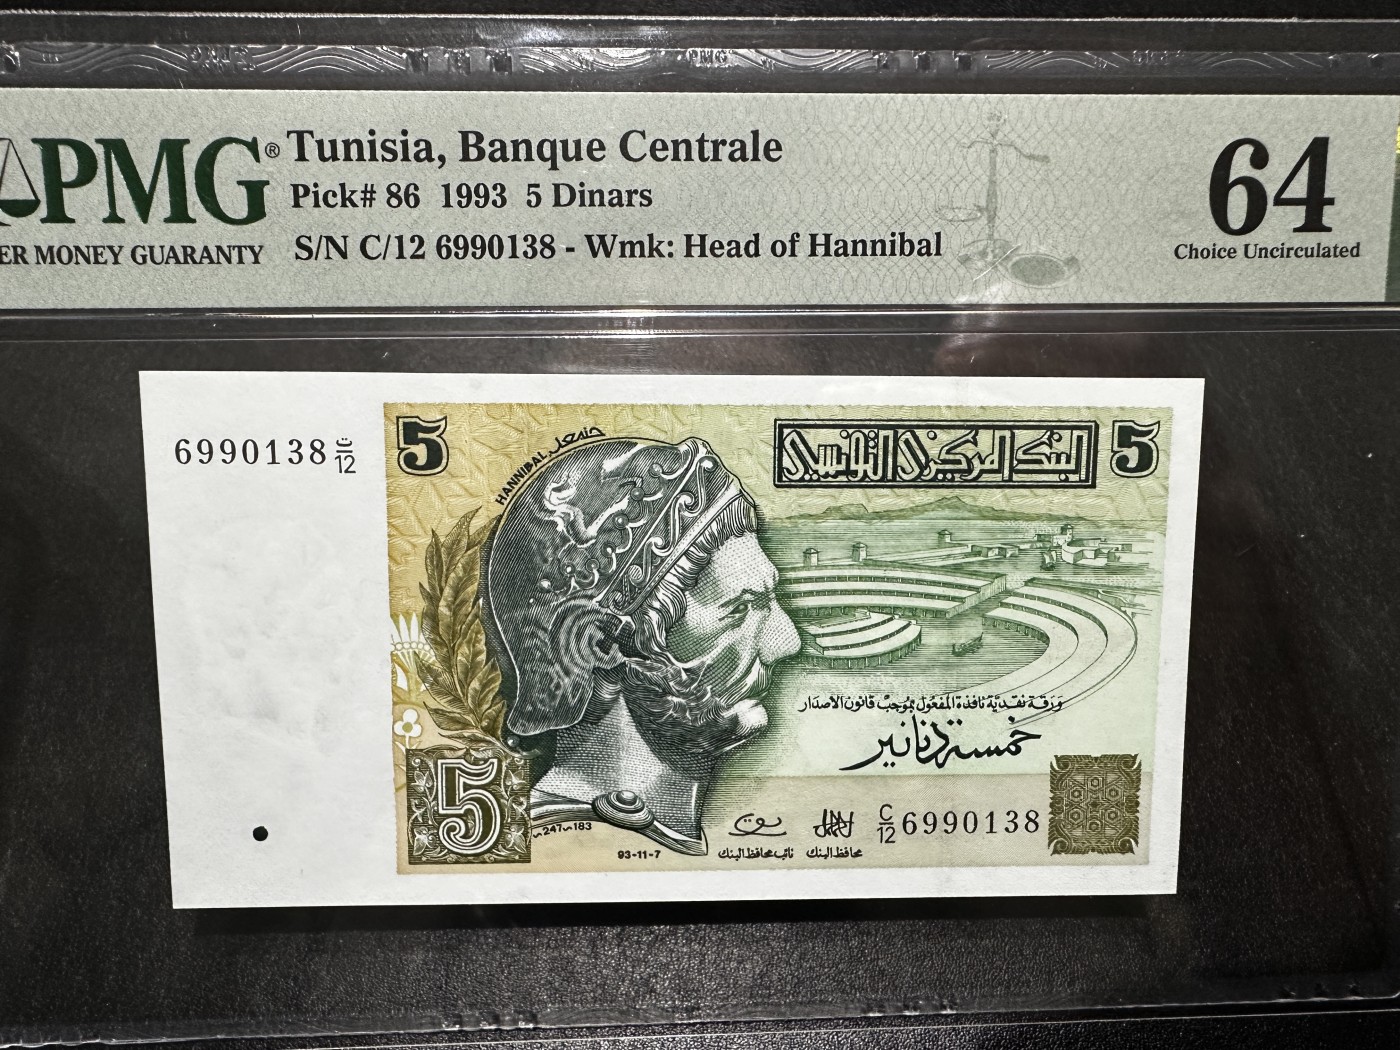 PMG
PMG® Tunisia, Banque Centrale
Pick# 86 1993 5 Dinars
ER MONEY GUARANTY
S/N C/12 6990138 - Wmk: Head of Hannibal
64
Choice Uncirculated
6990138 ت/12
5
HANNIBAL حنبعل
البنك المركزي التونسي
5
ورقة نقدية نافذة المفعول بموجب قانون الاصدار
خمسة دنانير
5
~247~183
93-11-7
نائب محافظ البنك
محافظ البنك
C/12 6990138